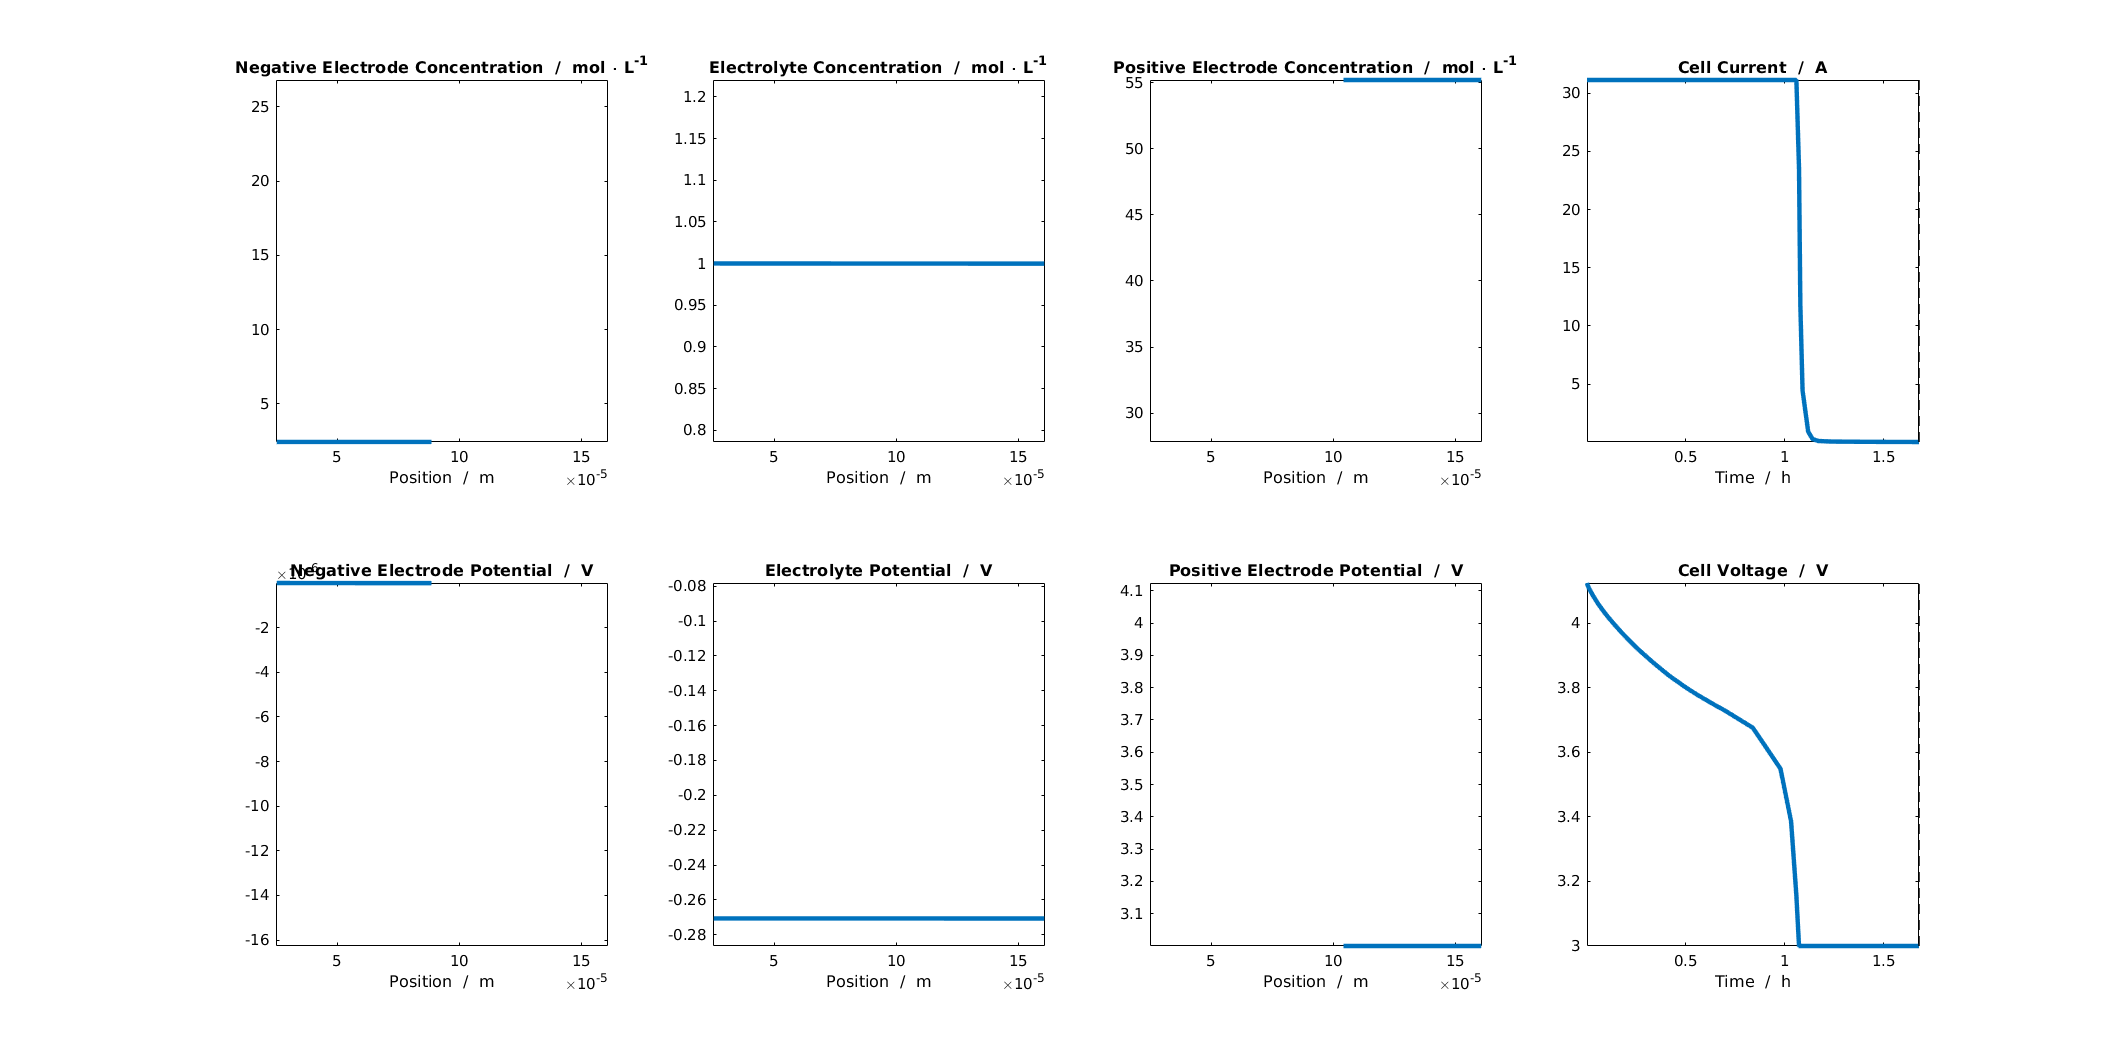 Negative Electrode Concentration / mol · L-1
25
20
15
10
5
5 10 15
Position / m
×10-5
Electrolyte Concentration / mol · L-1
1.2
1.15
1.1
1.05
1
0.95
0.9
0.85
0.8
5 10 15
Position / m
×10-5
Positive Electrode Concentration / mol · L-1
55
50
45
40
35
30
5 10 15
Position / m
×10-5
Cell Current / A
30
25
20
15
10
5
0.5 1 1.5
Time / h
×10-6
Negative Electrode Potential / V
-2
-4
-6
-8
-10
-12
-14
-16
5 10 15
Position / m
×10-5
Electrolyte Potential / V
-0.08
-0.1
-0.12
-0.14
-0.16
-0.18
-0.2
-0.22
-0.24
-0.26
-0.28
5 10 15
Position / m
×10-5
Positive Electrode Potential / V
4.1
4
3.9
3.8
3.7
3.6
3.5
3.4
3.3
3.2
3.1
5 10 15
Position / m
×10-5
Cell Voltage / V
4
3.8
3.6
3.4
3.2
3
0.5 1 1.5
Time / h